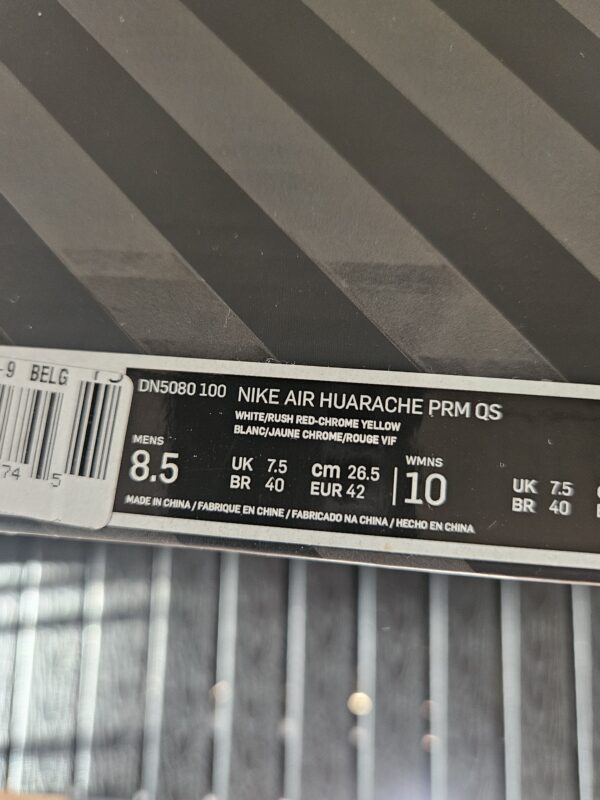 -9 BELG
74 5
DN5080 100 NIKE AIR HUARACHE PRM QS
WHITE/RUSH RED-CHROME YELLOW
BLANC/JAUNE CHROME/ROUGE VIF
MENS
8.5
UK 7.5
BR 40
cm 26.5
EUR 42
WMNS
10
UK 7.5
BR 40
MADE IN CHINA / FABRIQUE EN CHINE / FABRICADO NA CHINA / HECHO EN CHINA